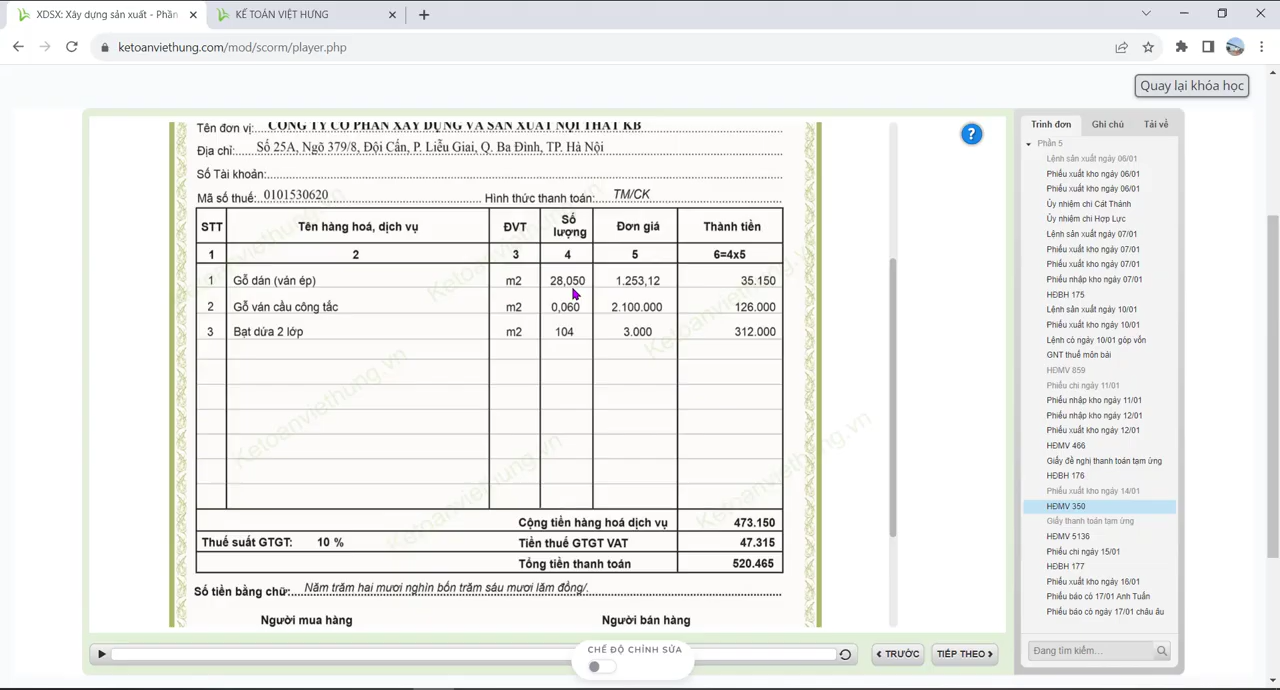 XDSX: Xây dựng sản xuất - Phần
KẾ TOÁN VIỆT HƯNG
ketoanviethung.com/mod/scorm/player.php
Quay lại khóa học
Tên đơn vị: CÔNG TY CỔ PHẦN XÂY DỰNG VÀ SẢN XUẤT NỘI THẤT KB
Địa chỉ: Số 25A, Ngõ 379/8, Đội Cấn, P. Liễu Giai, Q. Ba Đình, TP. Hà Nội
Số Tài khoản:
Mã số thuế: 0101530620 Hình thức thanh toán: TM/CK
STT Tên hàng hoá, dịch vụ ĐVT Số lượng Đơn giá Thành tiền
1 2 3 4 5 6=4x5
1 Gỗ dán (ván ép) m2 28,050 1.253,12 35.150
2 Gỗ ván cầu công tắc m2 0,060 2.100.000 126.000
3 Bạt dứa 2 lớp m2 104 3.000 312.000
Cộng tiền hàng hoá dịch vụ 473.150
Thuế suất GTGT: 10 % Tiền thuế GTGT VAT 47.315
Tổng tiền thanh toán 520.465
Số tiền bằng chữ: Năm trăm hai mươi nghìn bốn trăm sáu mươi lăm đồng/.
Người mua hàng Người bán hàng
Ketoanviethung.vn
CHẾ ĐỘ CHỈNH SỬA
TRƯỚC
TIẾP THEO
Trình đơn Ghi chú Tải về
Phần 5
Lệnh sản xuất ngày 06/01
Phiếu xuất kho ngày 06/01
Phiếu xuất kho ngày 06/01
Ủy nhiệm chi Cát Thành
Ủy nhiệm chi Hợp Lực
Lệnh sản xuất ngày 07/01
Phiếu xuất kho ngày 07/01
Phiếu xuất kho ngày 07/01
Phiếu nhập kho ngày 07/01
HĐBH 175
Lệnh sản xuất ngày 10/01
Phiếu xuất kho ngày 10/01
Lệnh có ngày 10/01 góp vốn
GNT thuế môn bài
HĐMV 859
Phiếu chi ngày 11/01
Phiếu nhập kho ngày 11/01
Phiếu nhập kho ngày 12/01
Phiếu xuất kho ngày 12/01
HĐMV 466
Giấy đề nghị thanh toán tạm ứng
HĐBH 176
Phiếu xuất kho ngày 14/01
HĐMV 350
Giấy thanh toán tạm ứng
HĐMV 5136
Phiếu chi ngày 15/01
HĐBH 177
Phiếu xuất kho ngày 16/01
Phiếu báo có 17/01 Anh Tuấn
Phiếu báo có ngày 17/01 châu âu
Đang tìm kiếm...